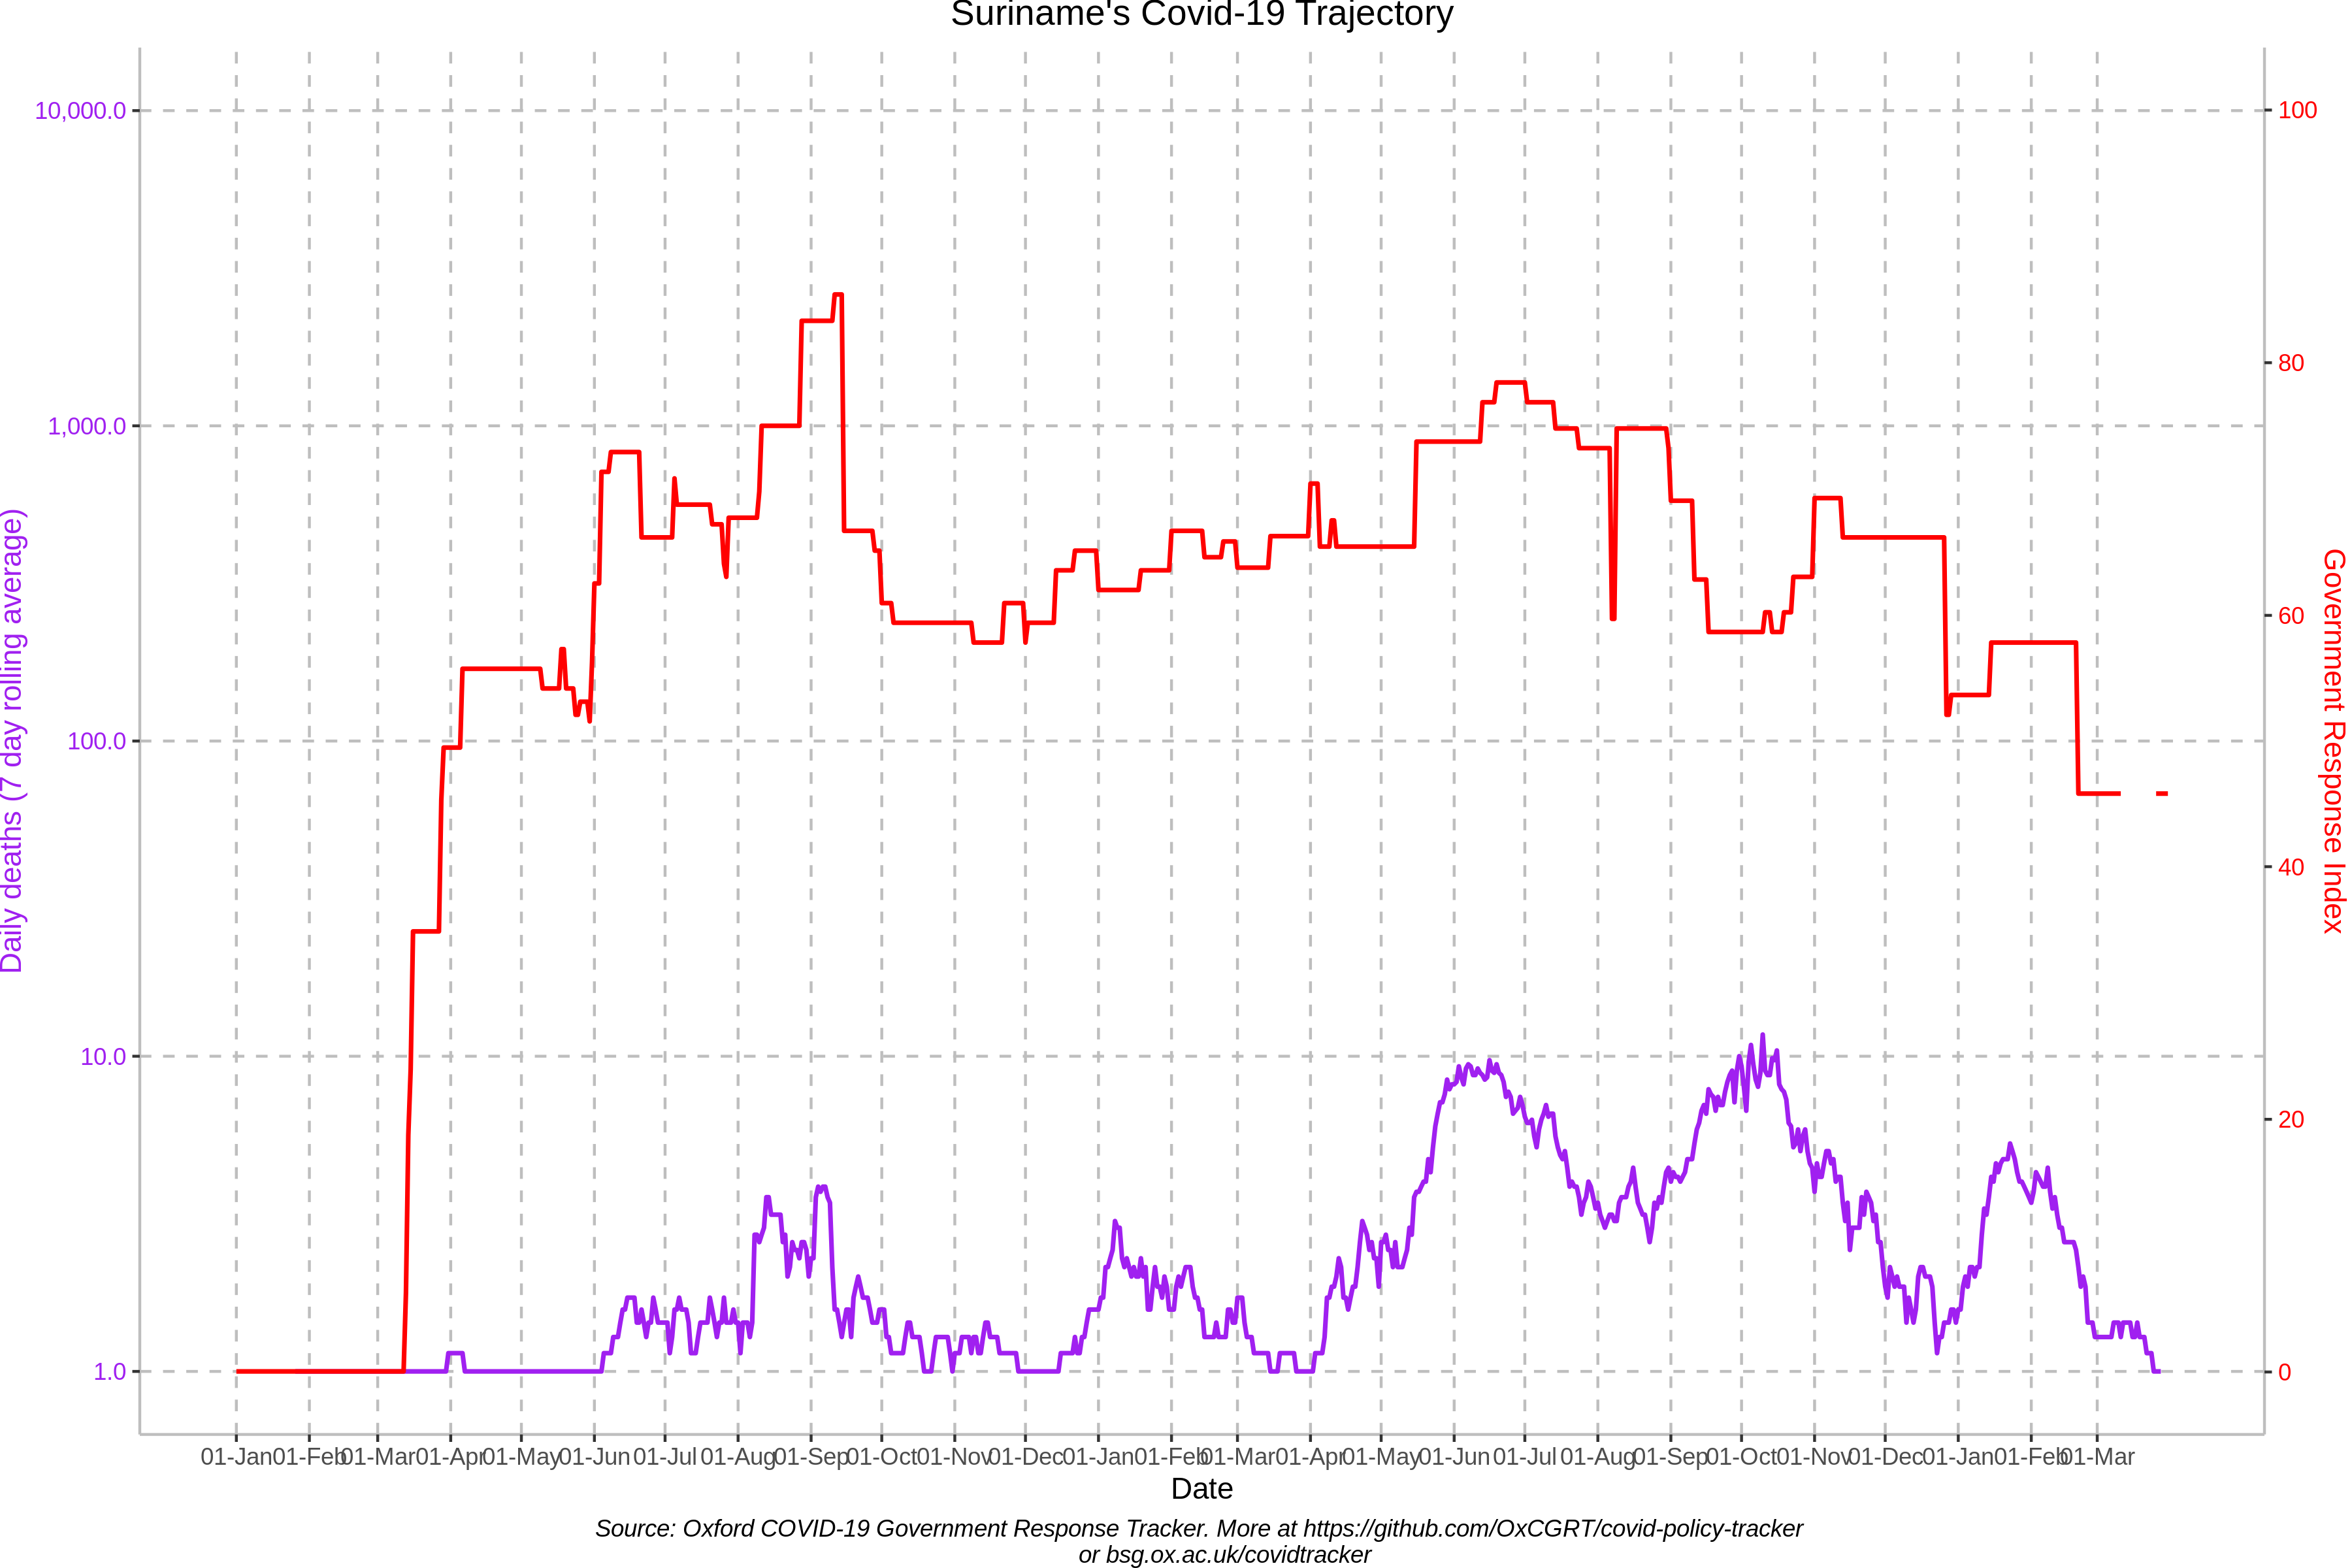 Suriname's Covid-19 Trajectory
10,000.0
1,000.0
100.0
10.0
1.0
Daily deaths (7 day rolling average)
100
80
60
40
20
0
Government Response Index
01-Jan 01-Feb 01-Mar 01-Apr 01-May 01-Jun 01-Jul 01-Aug 01-Sep 01-Oct 01-Nov 01-Dec 01-Jan 01-Feb 01-Mar 01-Apr 01-May 01-Jun 01-Jul 01-Aug 01-Sep 01-Oct 01-Nov 01-Dec 01-Jan 01-Feb 01-Mar
Date
Source: Oxford COVID-19 Government Response Tracker. More at https://github.com/OxCGRT/covid-policy-tracker
or bsg.ox.ac.uk/covidtracker